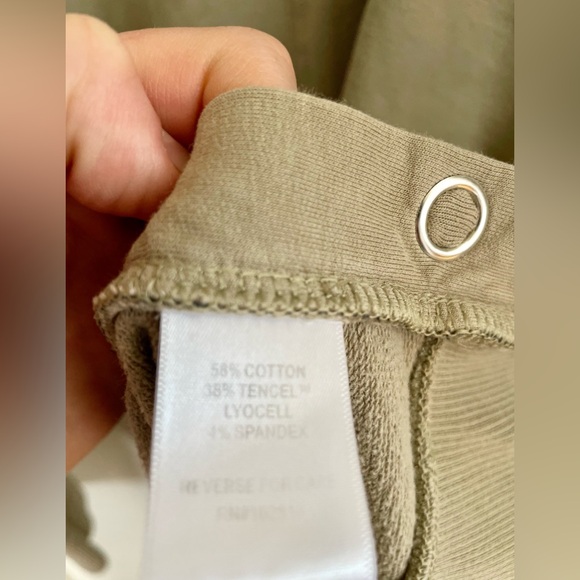 58% COTTON
38% TENCEL™
LYOCELL
4% SPANDEX
REVERSE FOR CARE